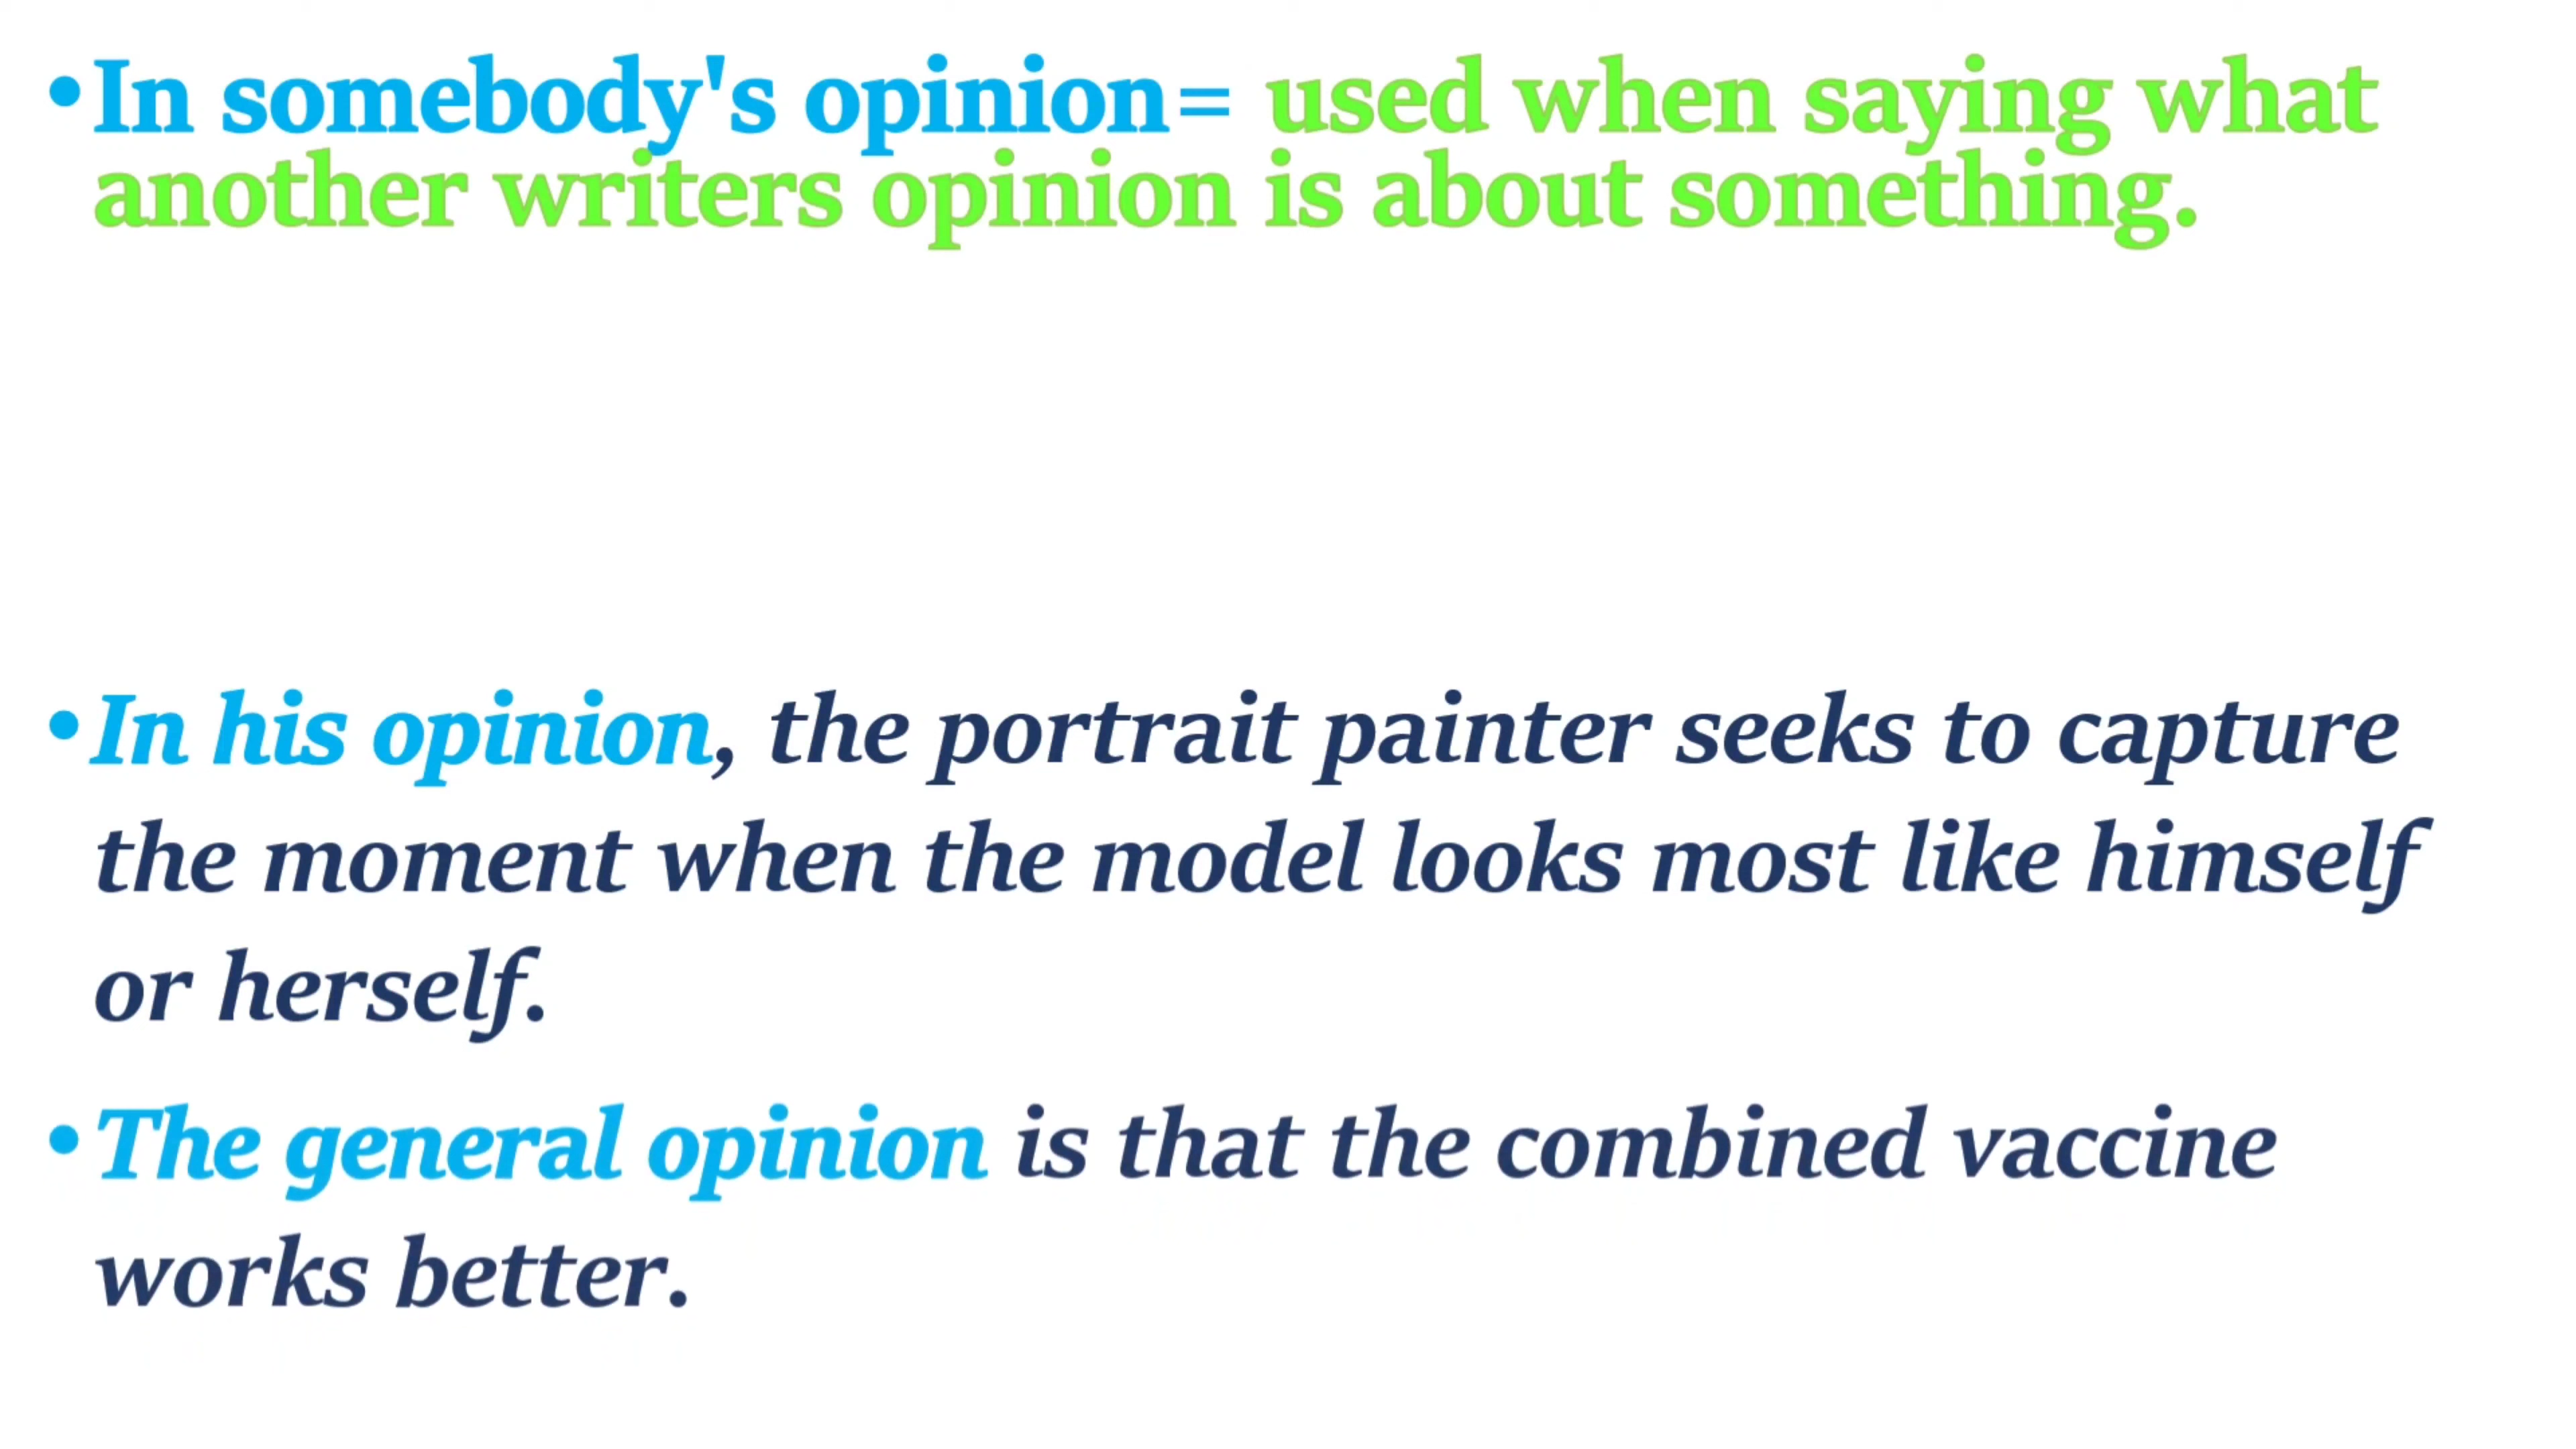 •In somebody's opinion= used when saying what
another writers opinion is about something.
•In his opinion, the portrait painter seeks to capture
the moment when the model looks most like himself
or herself.
•The general opinion is that the combined vaccine
works better.